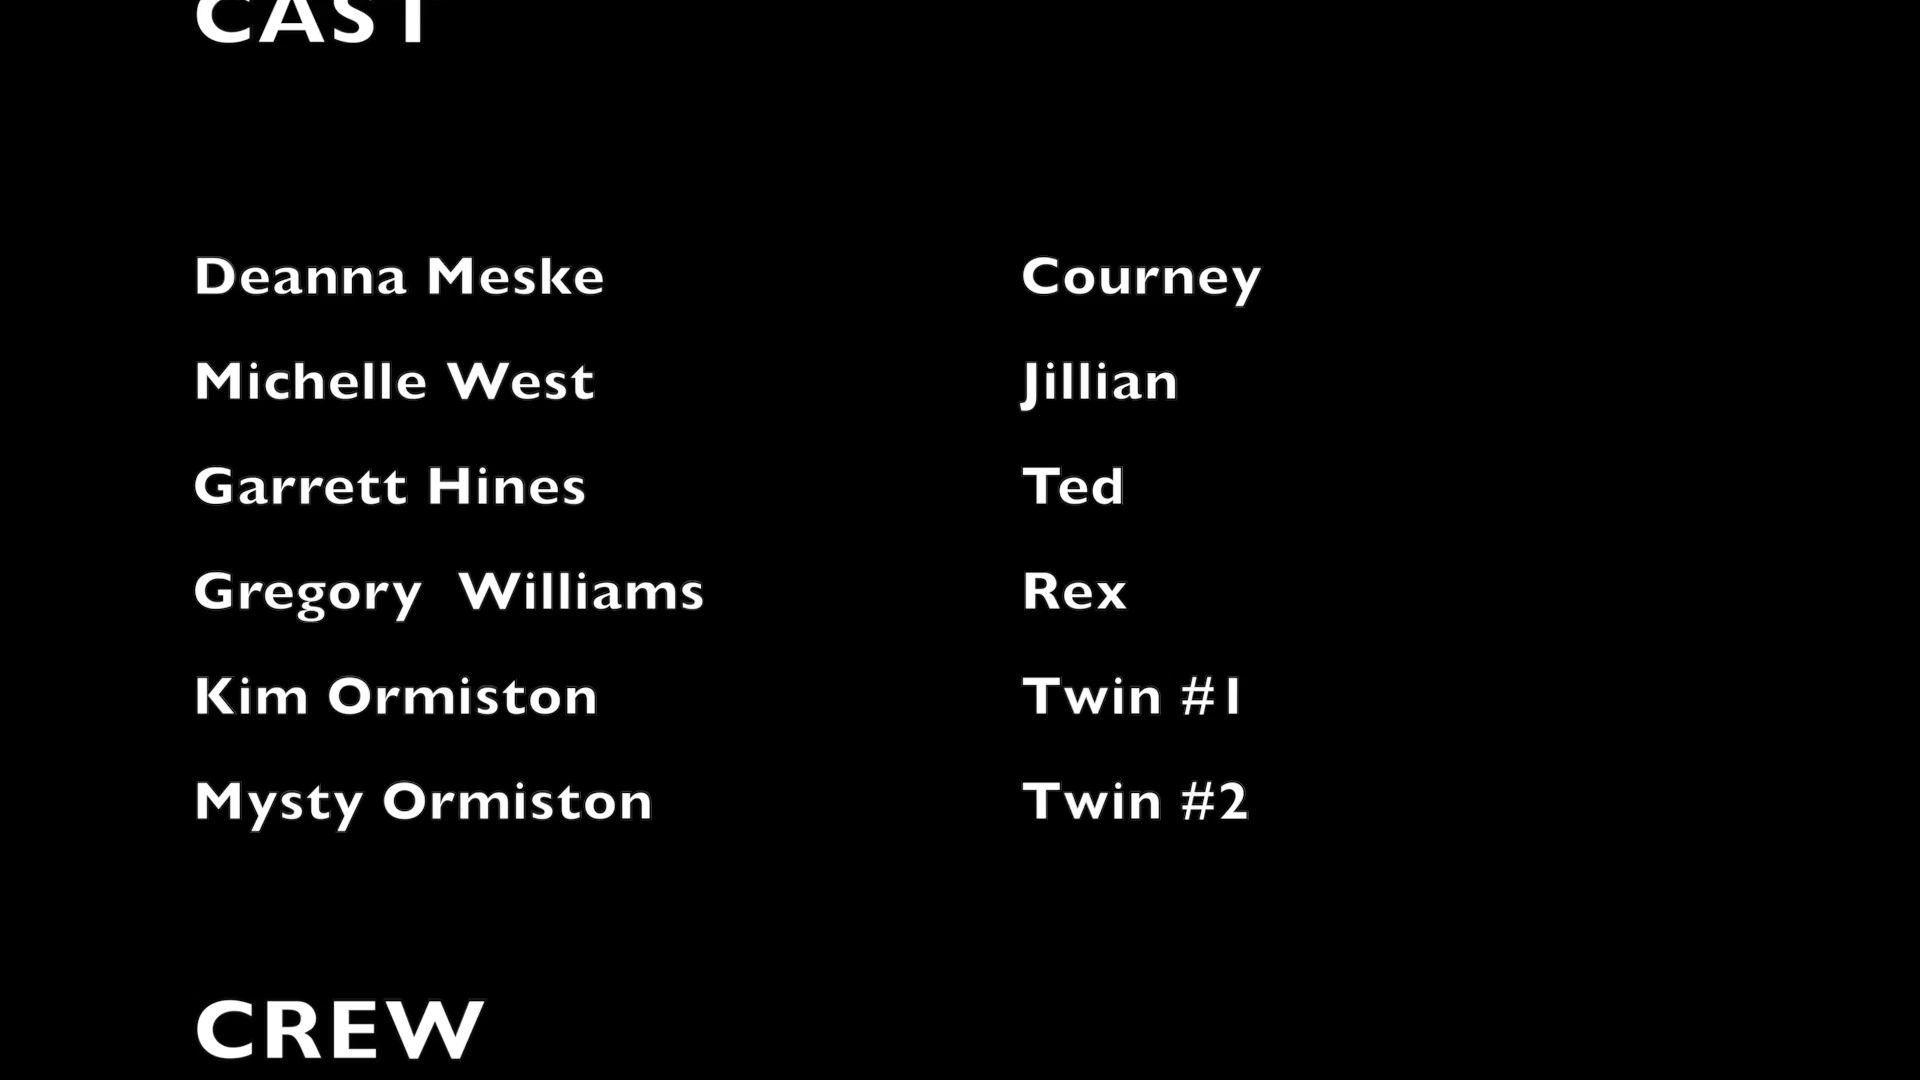 CAST
Deanna Meske Courney
Michelle West Jillian
Garrett Hines Ted
Gregory  Williams Rex
Kim Ormiston Twin #1
Mysty Ormiston Twin #2
CREW